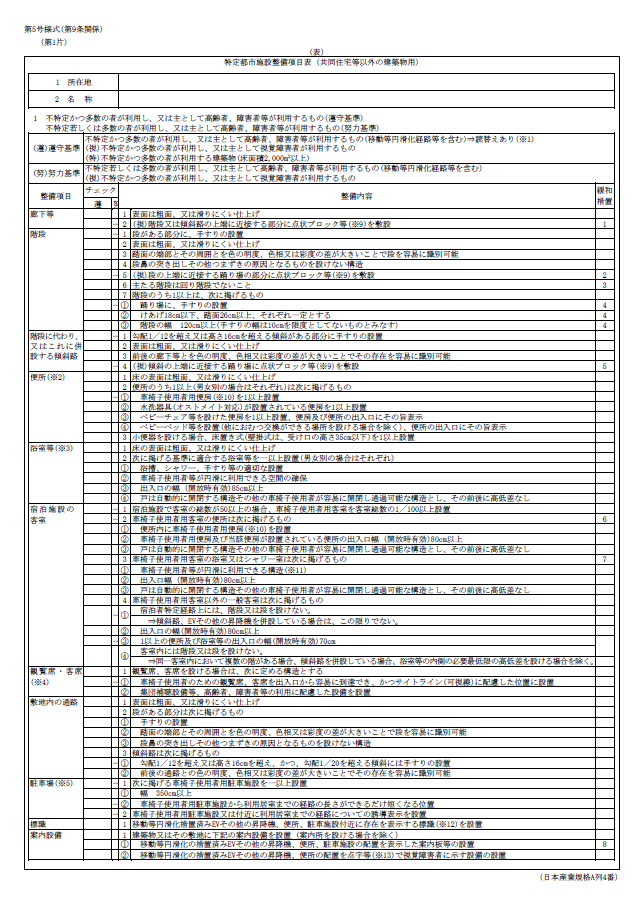 第5号様式(第9条関係)
(第1片)
(表)
特定都市施設整備項目表(共同住宅等以外の建築物用)
1 所在地
2 名 称
1 不特定かつ多数の者が利用し、又は主として高齢者、障害者等が利用するもの(遵守基準)
不特定若しくは多数の者が利用し、又は主として高齢者、障害者等が利用するもの(努力基準)
(遵)遵守基準 不特定かつ多数の者が利用し、又は主として高齢者、障害者等が利用するもの(移動等円滑化経路等を含む)⇒読替えあり(※1)
(視)不特定かつ多数の者が利用し、又は主として視覚障害者が利用するもの
(特)不特定かつ多数の者が利用する建築物(床面積2,000㎡以上)
(努)努力基準 不特定若しくは多数の者が利用し、又は主として高齢者、障害者等が利用するもの(移動等円滑化経路等を含む)
(視)不特定かつ多数の者が利用し、又は主として視覚障害者が利用するもの
整備項目 チェック 整備内容 緩和措置
遵 努
廊下等 1 表面は粗面、又は滑りにくい仕上げ
− 2 (視)階段又は傾斜路の上端に近接する部分に点状ブロック等(※9)を敷設 1
階段 − 1 段がある部分に、手すりの設置
2 表面は粗面、又は滑りにくい仕上げ
3 踏面の端部とその周囲とを色の明度、色相又は彩度の差が大きいことで段を容易に識別可能
4 段鼻の突き出しその他つまずきの原因となるものを設けない構造
− 5 (視)段の上端に近接する踊り場の部分に点状ブロック等(※9)を敷設 2
6 主たる階段は回り階段でないこと 3
7 階段のうち1以上は、次に掲げるもの
− ① 踊り場に、手すりの設置 4
− ② けあげ18cm以下、踏面26cm以上、それぞれ一定とする 4
− ③ 階段の幅 120cm以上(手すりの幅は10cmを限度としてないものとみなす) 4
階段に代わり、又はこれに併設する傾斜路 − 1 勾配1/12を超え又は高さ16cmを超える傾斜がある部分に手すりの設置
2 表面は粗面、又は滑りにくい仕上げ
3 前後の廊下等とを色の明度、色相又は彩度の差が大きいことでその存在を容易に識別可能
− 4 (視)傾斜の上端に近接する踊り場に点状ブロック等(※9)を敷設 5
便所(※2) 1 床の表面は粗面、又は滑りにくい仕上げ
2 便所のうち1以上(男女別の場合はそれぞれ)は次に掲げるもの
− ① 車椅子使用者用便房(※10)を1以上設置
② 水洗器具(オストメイト対応)が設置されている便房を1以上設置
③ ベビーチェア等を設けた便房を1以上設置、便房及び便所の出入口にその旨表示
④ ベビーベッド等を設置(他におむつ交換ができる場所を設ける場合を除く)、便所の出入口にその旨表示
3 小便器を設ける場合、床置き式(壁掛式は、受け口の高さ35cm以下)を1以上設置
浴室等(※3) 1 床の表面は粗面、又は滑りにくい仕上げ
2 次に掲げる基準に適合する浴室等を一以上設置(男女別の場合はそれぞれ)
① 浴槽、シャワー、手すり等の適切な設置
② 車椅子使用者等が円滑に利用できる空間の確保
③ 出入口の幅 (開放時有効)85cm以上
④ 戸は自動的に開閉する構造その他の車椅子使用者が容易に開閉し通過可能な構造とし、その前後に高低差なし
宿泊施設の客室 − 1 宿泊施設で客室の総数が50以上の場合、車椅子使用者用客室を客室総数の1/100以上設置
− 2 車椅子使用者用客室の便所は次に掲げるもの 6
① 便所内に車椅子使用者用便房(※10)を設置
② 車椅子使用者用便房及び当該便房が設置されている便所の出入口幅 (開放時有効)80cm以上
③ 戸は自動的に開閉する構造その他の車椅子使用者が容易に開閉し通過可能な構造とし、その前後に高低差なし
3 車椅子使用者用客室の浴室又はシャワー室は次に掲げるもの 7
① 車椅子使用者等が円滑に利用できる構造(※11)
② 出入口幅 (開放時有効)80cm以上
③ 戸は自動的に開閉する構造その他の車椅子使用者が容易に開閉し通過可能な構造とし、その前後に高低差なし
4 車椅子使用者用客室以外の一般客室は次に掲げるもの
− ① 宿泊者特定経路上には、階段又は段を設けない。
⇒傾斜路、EVその他の昇降機を併設している場合は、この限りでない。
② 出入口の幅(開放時有効)80cm以上
− ③ 1以上の便所及び浴室等の出入口の幅(開放時有効)70cm
④ 客室内には階段又は段を設けない。
⇒同一客室内において複数の階がある場合、傾斜路を併設している場合、浴室等の内側の必要最低限の高低差を設ける場合を除く。
観覧席・客席(※4) 1 観覧席、客席を設ける場合は、次に定める構造とする
− ① 車椅子使用者のための観覧席、客席を出入口から容易に到達でき、かつサイトライン(可視線)に配慮した位置に設置
② 集団補聴設備等、高齢者、障害者等の利用に配慮した設備を設置
敷地内の通路 1 表面は粗面、又は滑りにくい仕上げ
2 段がある部分は次に掲げるもの
− ① 手すりの設置
② 踏面の端部とその周囲とを色の明度、色相又は彩度の差が大きいことで段を容易に識別可能
③ 段鼻の突き出しその他つまずきの原因となるものを設けない構造
3 傾斜路は次に掲げるもの
− ① 勾配1/12を超え又は高さ16cmを超え、かつ、勾配1/20を超える傾斜には手すりの設置
② 前後の通路との色の明度、色相又は彩度の差が大きいことでその存在を容易に識別可能
駐車場(※5) − 1 次に掲げる車椅子使用者用駐車施設を一以上設置
① 幅 350cm以上
− ② 車椅子使用者用駐車施設から利用居室までの経路の長さができるだけ短くなる位置
− 2 車椅子使用者用駐車施設又は付近に利用居室までの経路についての誘導表示を設置
標識 1 移動等円滑化措置済みEVその他の昇降機、便所、駐車施設付近に存在を表示する標識(※12)を設置
案内設備 1 建築物又はその敷地に下記の案内設備を設置(案内所を設ける場合を除く)
− ① 移動等円滑化の措置済みEVその他の昇降機、便所、駐車施設の配置を表示した案内板等の設置 8
− ② 移動等円滑化の措置済みEVその他の昇降機、便所の配置を点字等(※13)で視覚障害者に示す設備の設置
(日本産業規格A列4番)